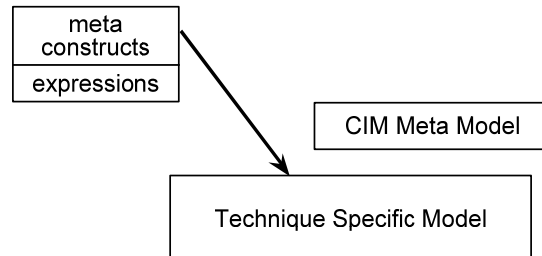 meta
constructs
expressions
CIM Meta Model
Technique Specific Model